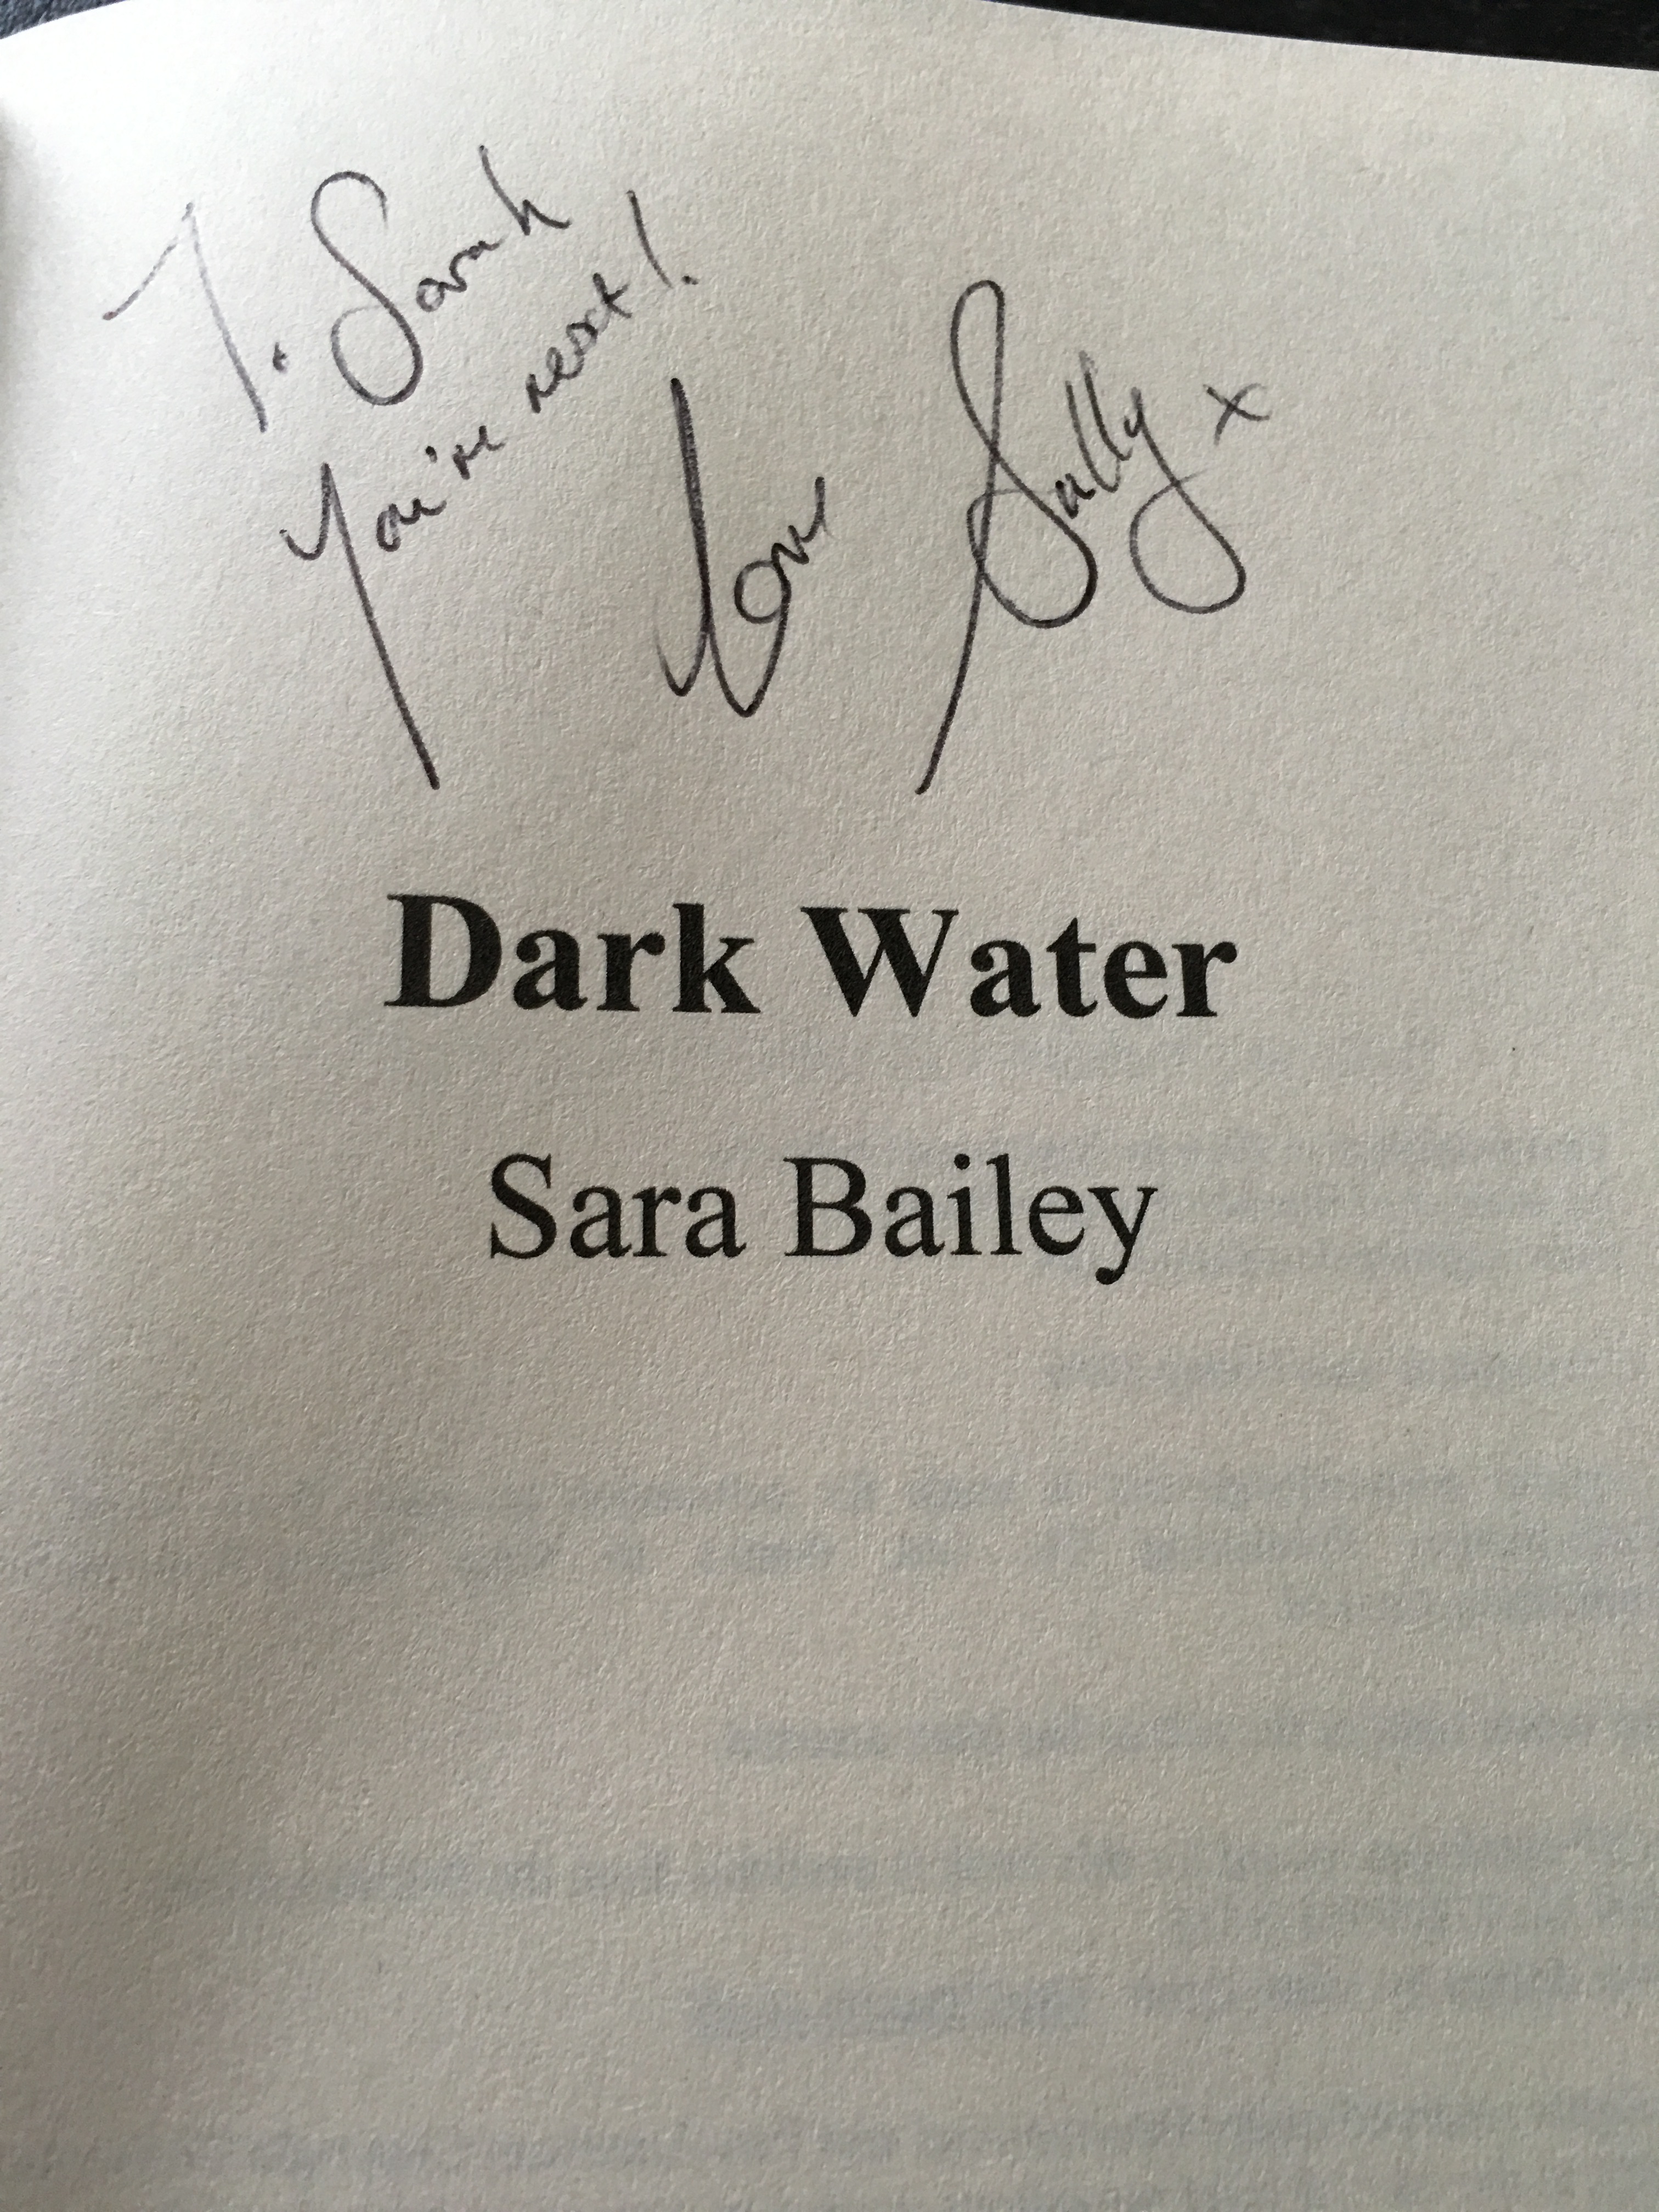 To Sarah
You're next!
Love Sally x
Dark Water
Sara Bailey